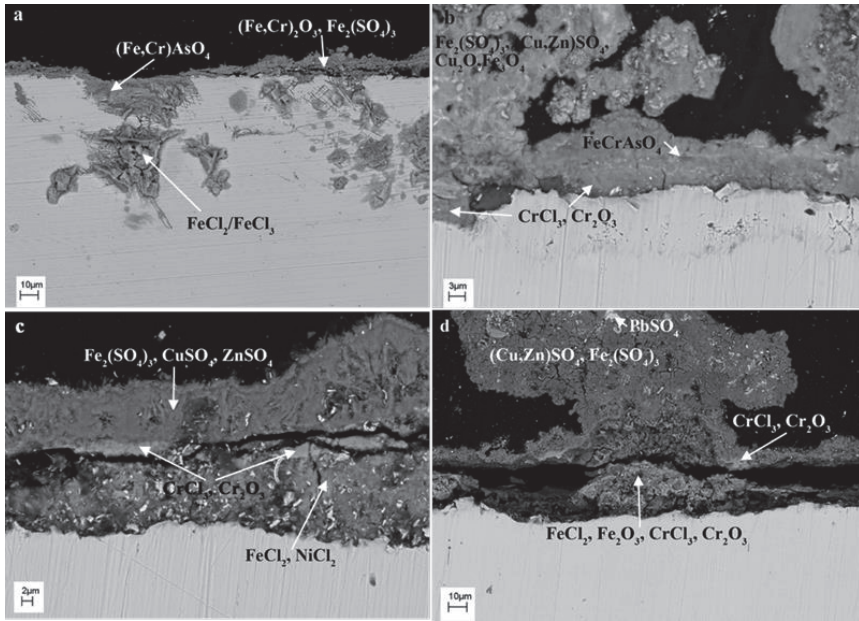 a
(Fe,Cr)₂O₃, Fe₂(SO₄)₃
(Fe,Cr)AsO₄
FeCl₂/FeCl₃
10µm
b
Fe₂(SO₄)₃, (Cu,Zn)SO₄,
Cu₂O,Fe₃O₄
FeCrAsO₄
CrCl₃, Cr₂O₃
3µm
c
Fe₂(SO₄)₃, CuSO₄, ZnSO₄
CrCl₃, Cr₂O₃
FeCl₂, NiCl₂
2µm
d
PbSO₄
(Cu,Zn)SO₄, Fe₂(SO₄)₃
CrCl₃, Cr₂O₃
FeCl₂, Fe₂O₃, CrCl₃, Cr₂O₃
10µm